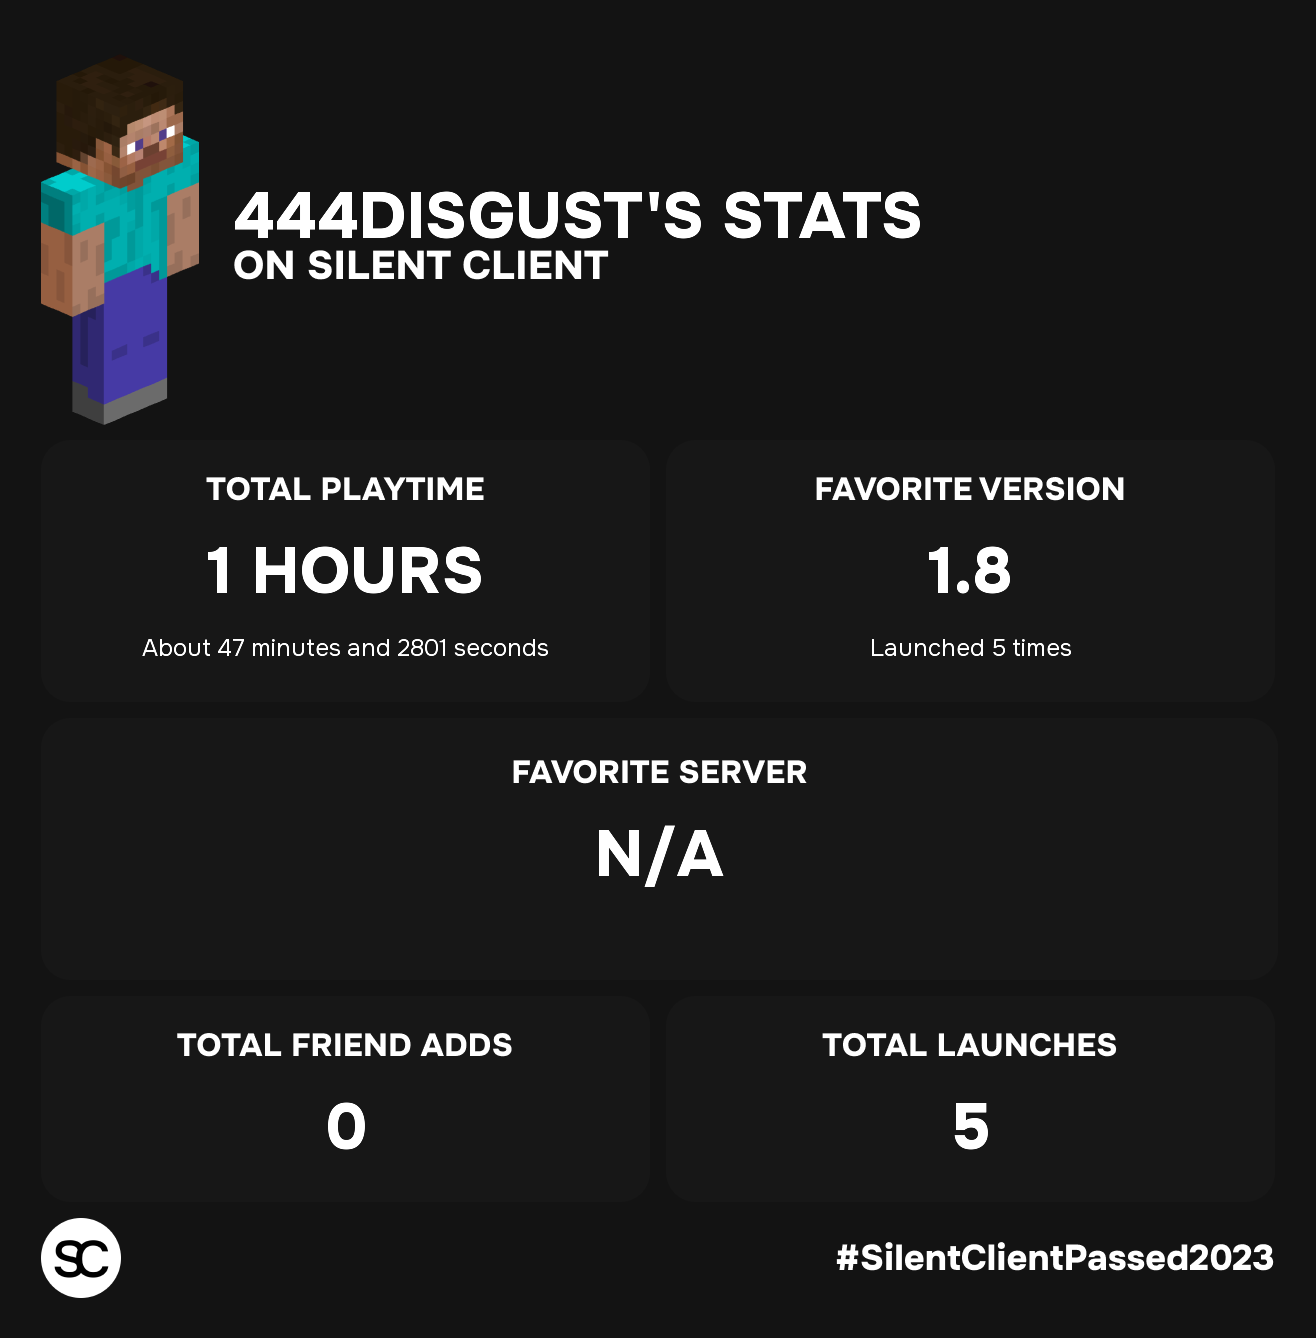 444DISGUST'S STATS
ON SILENT CLIENT
TOTAL PLAYTIME
1 HOURS
About 47 minutes and 2801 seconds
FAVORITE VERSION
1.8
Launched 5 times
FAVORITE SERVER
N/A
TOTAL FRIEND ADDS
0
TOTAL LAUNCHES
5
SC
#SilentClientPassed2023